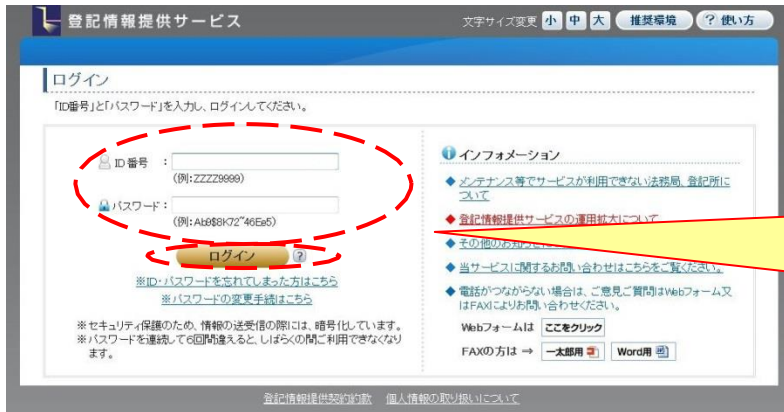 登記情報提供サービス
文字サイズ変更 小 中 大 推奨環境 ? 使い方
ログイン
「ID番号」と「パスワード」を入力し、ログインしてください。
ID番号 :
(例:ZZZZ9999)
パスワード :
(例:Ab9$8K72~46Ee5)
ログイン ?
※ID・パスワードを忘れてしまった方はこちら
※パスワードの変更手続はこちら
※セキュリティ保護のため、情報の送受信の際には、暗号化しています。
※パスワードを連続して6回間違えると、しばらくの間ご利用できなくなり
ます。
インフォメーション
◆ メンテナンス等でサービスが利用できない法務局、登記所に
ついて
◆ 登記情報提供サービスの運用拡大について
◆ その他のお知らせ
◆ 当サービスに関するお問い合わせはこちらをご覧ください。
◆ 電話がつながらない場合は、ご意見ご質問はWebフォーム又
はFAXによりお問い合わせください。
Webフォームは ここをクリック
FAXの方は ⇒ 一太郎用 Word用
登記情報提供契約約款 個人情報の取り扱いについて